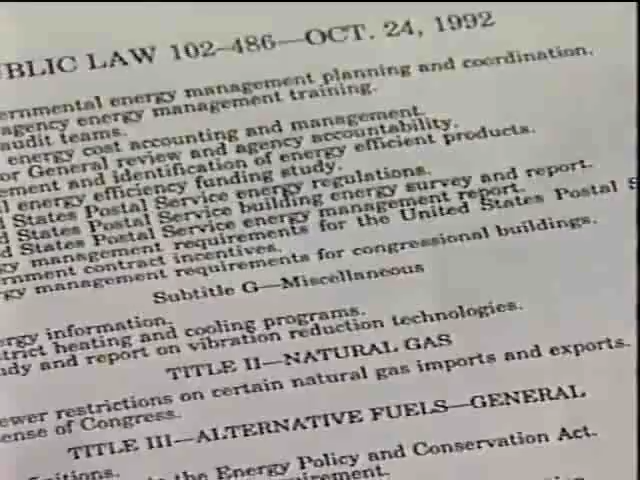 BLIC LAW 102–486—OCT. 24, 1992
ernmental energy management planning and coordination.
agency energy management training.
audit teams.
energy cost accounting and management.
or General review and agency accountability.
ement and identification of energy efficient products.
l energy efficiency funding study.
d States Postal Service energy regulations.
d States Postal Service building energy survey and report.
d States Postal Service energy management report.
gy management requirements for the United States Postal S
rnment contract incentives.
rgy management requirements for congressional buildings.
Subtitle G—Miscellaneous
ergy information.
strict heating and cooling programs.
udy and report on vibration reduction technologies.
TITLE II—NATURAL GAS
ewer restrictions on certain natural gas imports and exports.
ense of Congress.
TITLE III—ALTERNATIVE FUELS—GENERAL
initions.
the Energy Policy and Conservation Act.
irement.